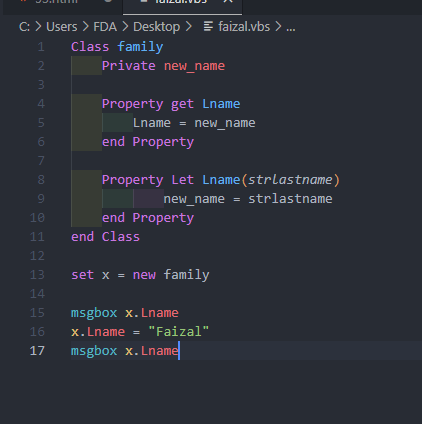 faizal.vbs
C: > Users > FDA > Desktop > faizal.vbs > ...
1 Class family
2 Private new_name
3
4 Property get Lname
5 Lname = new_name
6 end Property
7
8 Property Let Lname(strlastname)
9 new_name = strlastname
10 end Property
11 end Class
12
13 set x = new family
14
15 msgbox x.Lname
16 x.Lname = "Faizal"
17 msgbox x.Lname